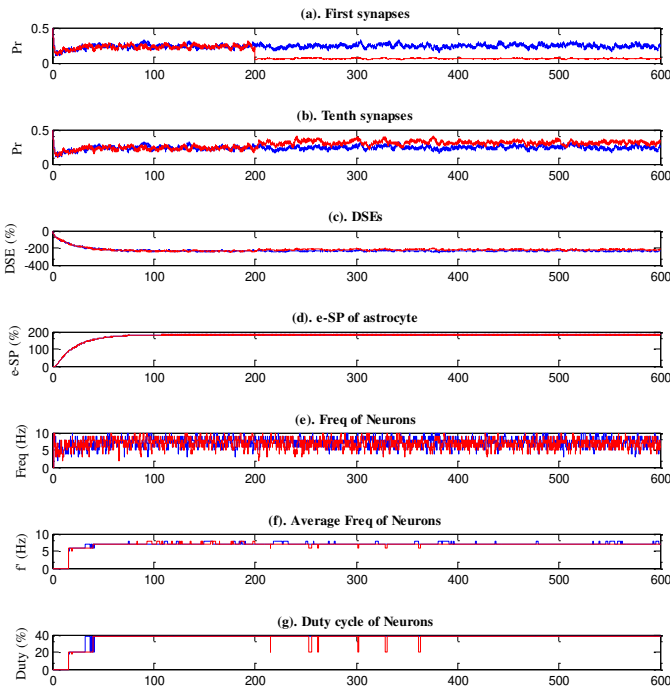 (a). First synapses
Pr
0.5
0
0 100 200 300 400 500 600
(b). Tenth synapses
Pr
0.5
0
0 100 200 300 400 500 600
(c). DSEs
DSE (%)
0
-200
-400
0 100 200 300 400 500 600
(d). e-SP of astrocyte
e-SP (%)
200
100
0
0 100 200 300 400 500 600
(e). Freq of Neurons
Freq (Hz)
10
5
0
0 100 200 300 400 500 600
(f). Average Freq of Neurons
f' (Hz)
10
5
0
0 100 200 300 400 500 600
(g). Duty cycle of Neurons
Duty (%)
40
20
0
0 100 200 300 400 500 600